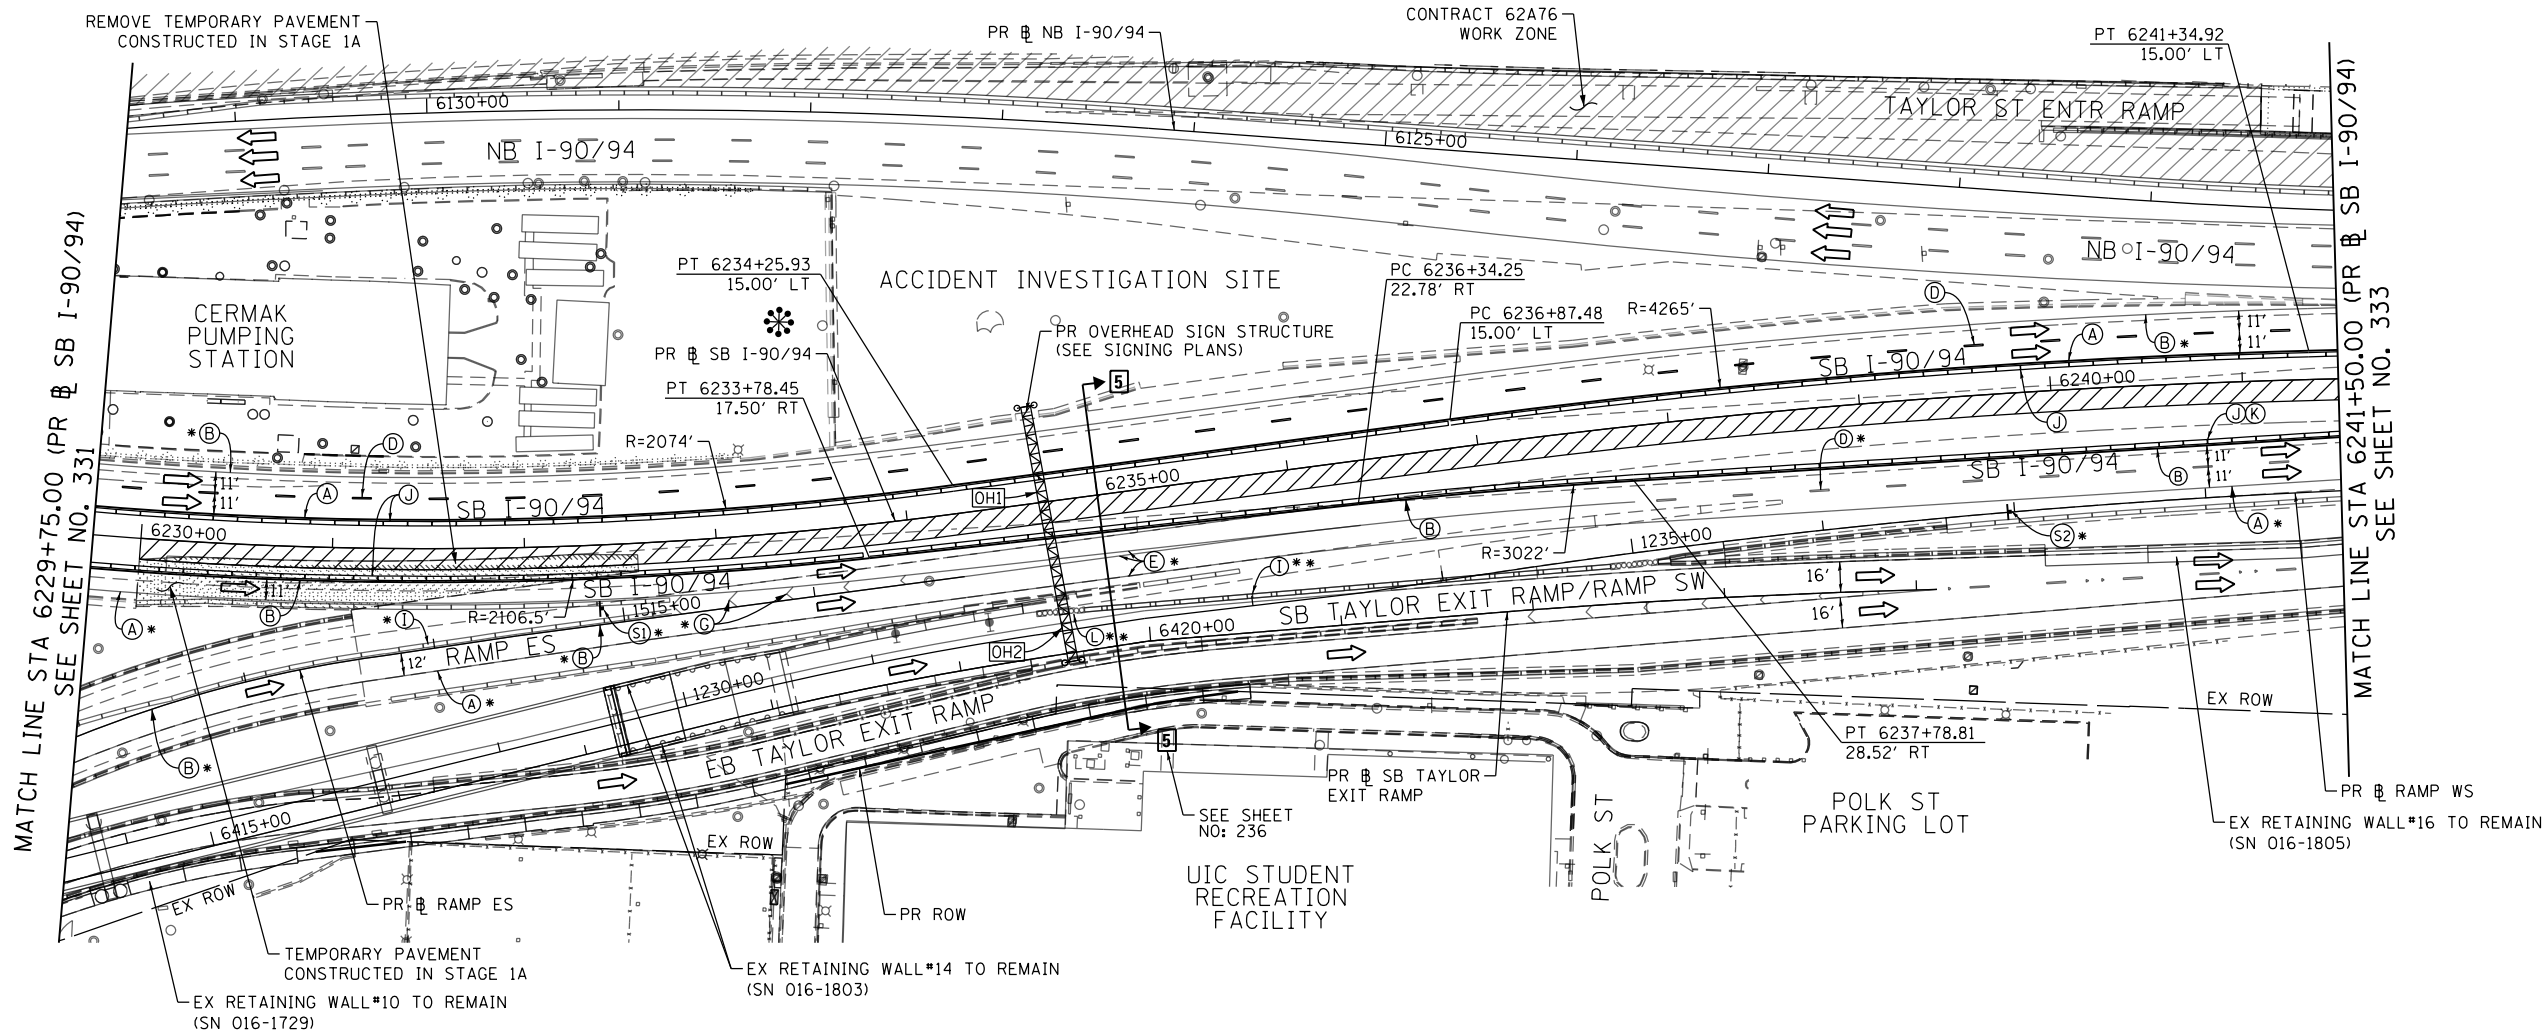 REMOVE TEMPORARY PAVEMENT
CONSTRUCTED IN STAGE 1A
PR ℄ NB I-90/94
CONTRACT 62A76
WORK ZONE
PT 6241+34.92
15.00' LT
6130+00
TAYLOR ST ENTR RAMP
6125+00
NB I-90/94
NB I-90/94
MATCH LINE STA 6229+75.00 (PR ℄ SB I-90/94)
SEE SHEET NO. 331
MATCH LINE STA 6241+50.00 (PR ℄ SB I-90/94)
SEE SHEET NO. 333
CERMAK
PUMPING
STATION
PT 6234+25.93
15.00' LT
ACCIDENT INVESTIGATION SITE
PC 6236+34.25
22.78' RT
PC 6236+87.48
15.00' LT
R=4265'
D
PR OVERHEAD SIGN STRUCTURE
(SEE SIGNING PLANS)
PR ℄ SB I-90/94
PT 6233+78.45
17.50' RT
5
A
B *
11'
11'
SB I-90/94
6240+00
* B
D
R=2074'
J
J K
11'
11'
A
J
SB I-90/94
OH1
6235+00
D *
SB I-90/94
11'
11'
B
6230+00
B
R=3022'
1235+00
S2 *
A *
SB I-90/94
E *
I * *
11'
B
A *
* I
R=2106.5'
1515+00
S1 *
* G
SB TAYLOR EXIT RAMP/RAMP SW
16'
16'
L * *
6420+00
OH2
RAMP ES
12'
* B
A *
1230+00
EB TAYLOR EXIT RAMP
B *
EX ROW
5
PT 6237+78.81
28.52' RT
PR ℄ SB TAYLOR
EXIT RAMP
SEE SHEET
NO: 236
PR ℄ RAMP WS
POLK ST
PARKING LOT
POLK ST
EX RETAINING WALL#16 TO REMAIN
(SN 016-1805)
6415+00
EX ROW
EX ROW
UIC STUDENT
RECREATION
FACILITY
PR ℄ RAMP ES
PR ROW
TEMPORARY PAVEMENT
CONSTRUCTED IN STAGE 1A
EX RETAINING WALL#14 TO REMAIN
(SN 016-1803)
EX RETAINING WALL#10 TO REMAIN
(SN 016-1729)